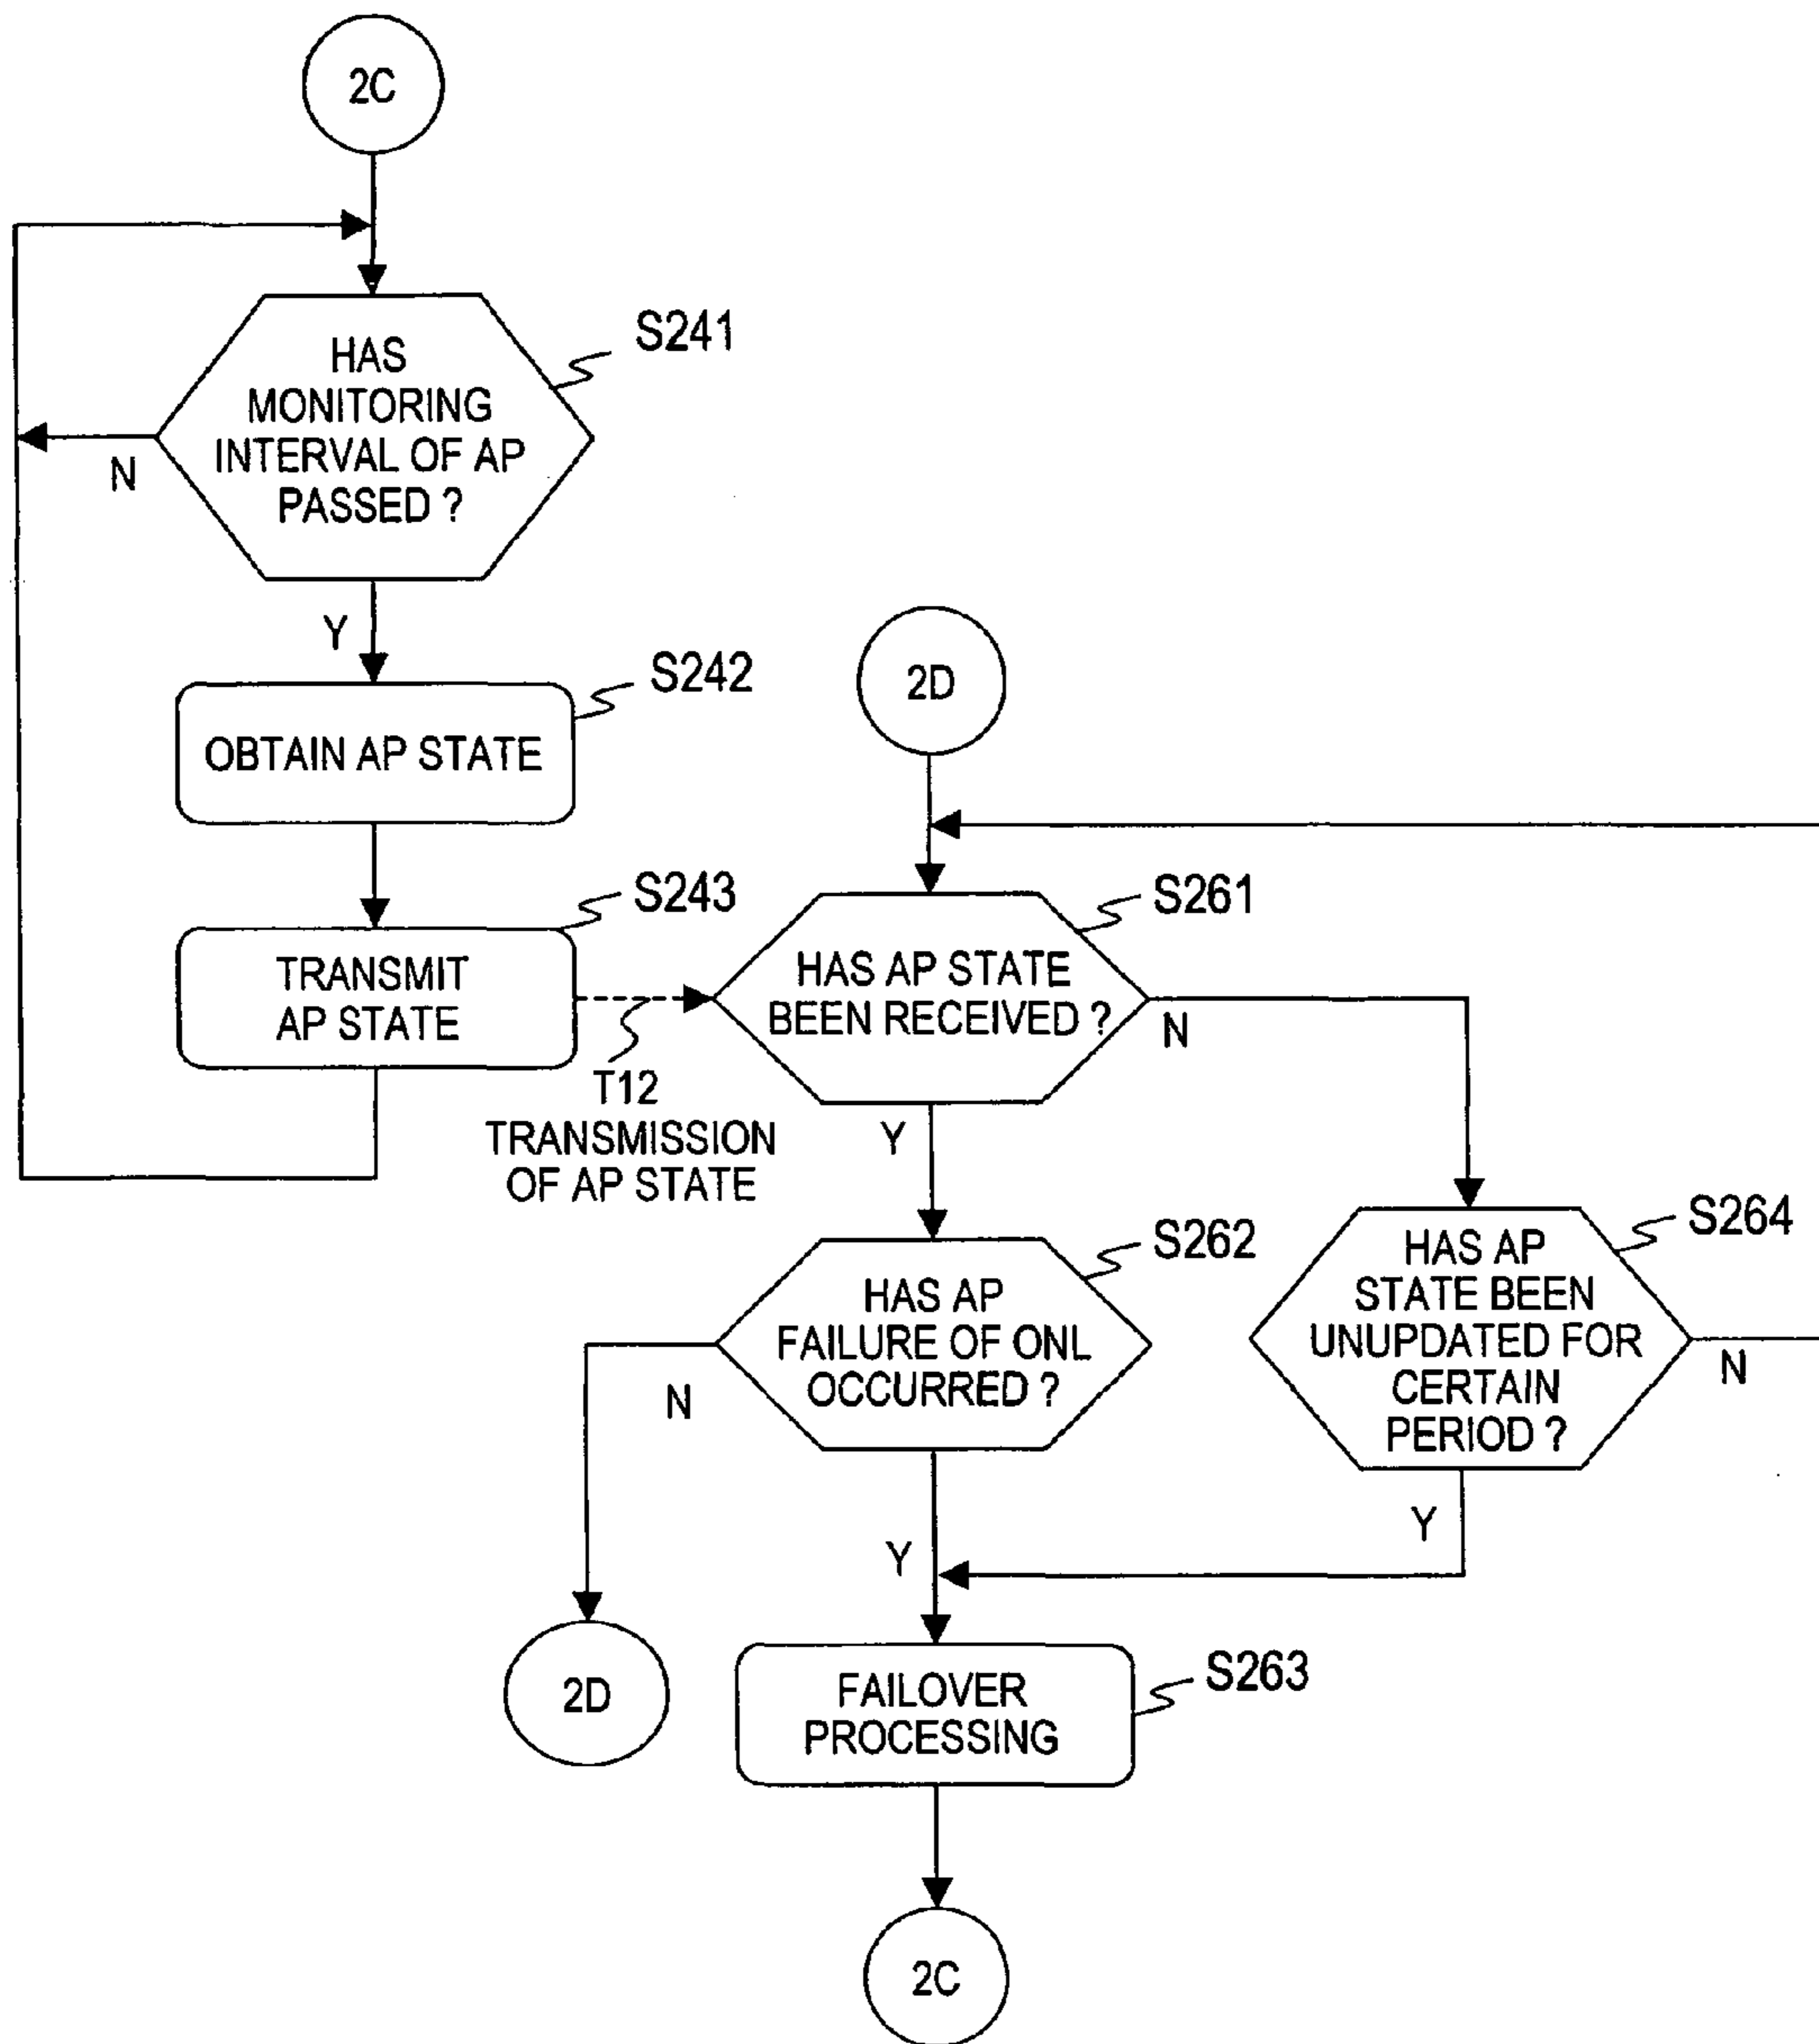 2C
HAS
MONITORING
INTERVAL OF AP
PASSED ?
S241
N
Y
S242
OBTAIN AP STATE
S243
TRANSMIT
AP STATE
T12
TRANSMISSION
OF AP STATE
2D
S261
HAS AP STATE
BEEN RECEIVED ?
N
Y
S262
HAS AP
FAILURE OF ONL
OCCURRED ?
N
Y
S264
HAS AP
STATE BEEN
UNUPDATED FOR
CERTAIN
PERIOD ?
N
Y
2D
S263
FAILOVER
PROCESSING
2C